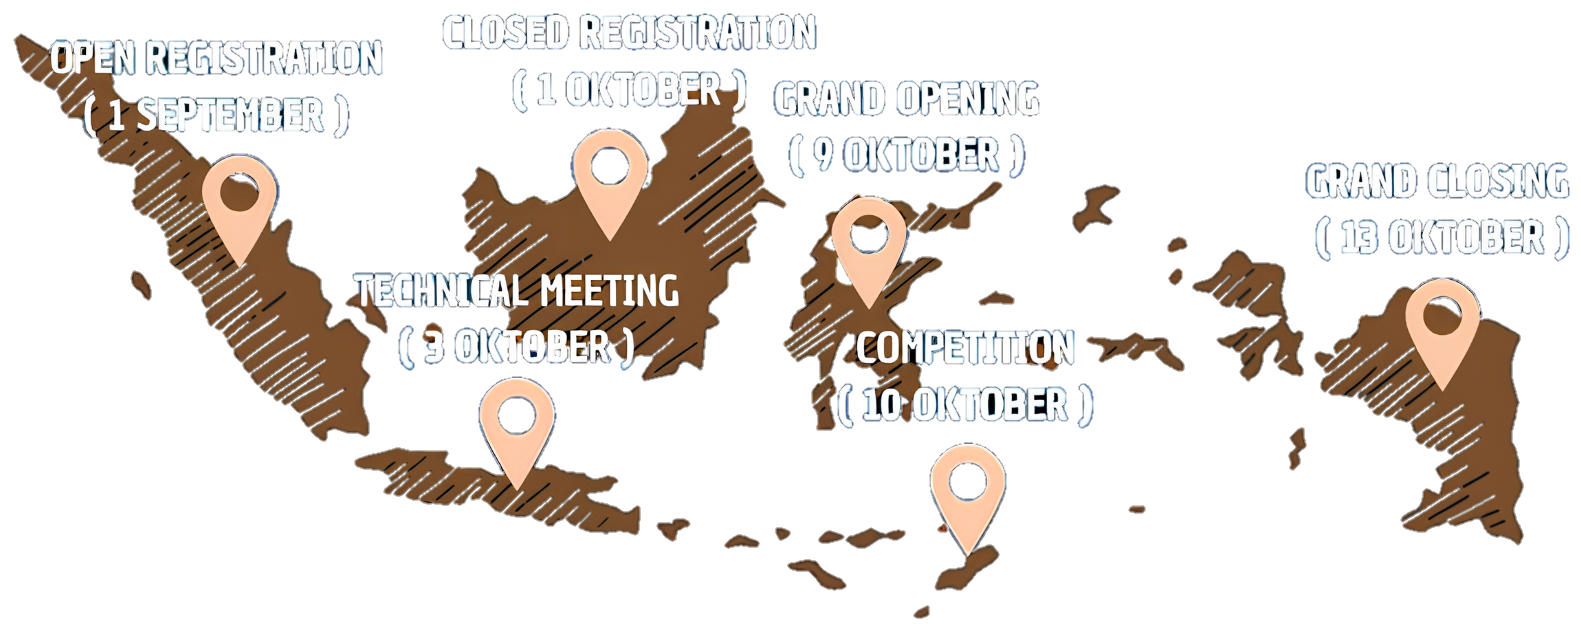 OPEN REGISTRATION
( 1 SEPTEMBER )
CLOSED REGISTRATION
( 1 OKTOBER )
TECHNICAL MEETING
( 3 OKTOBER )
GRAND OPENING
( 9 OKTOBER )
COMPETITION
( 10 OKTOBER )
GRAND CLOSING
( 13 OKTOBER )